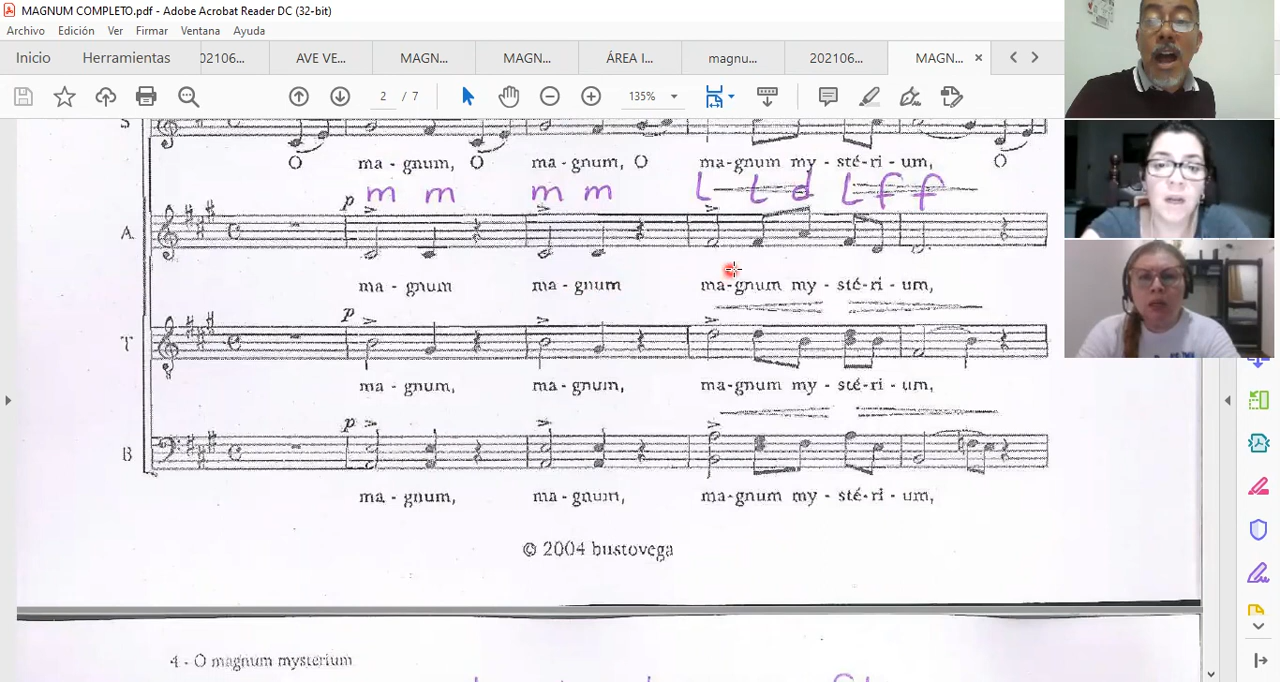 MAGNUM COMPLETO.pdf - Adobe Acrobat Reader DC (32-bit)
Archivo Edición Ver Firmar Ventana Ayuda
Inicio Herramientas 02106... AVE VE... MAGN... MAGN... ÁREA I... magnu... 202106... MAGN... ×
2 / 7 135%
S
O ma - gnum, O ma - gnum, O ma-gnum my - sté-ri - um, O
m m m m L L d L f f
p
A.
ma - gnum ma - gnum ma-gnum my - sté-ri - um,
p
T
ma - gnum, ma - gnum, ma-gnum my - sté-ri - um,
p
B
ma - gnum, ma - gnum, ma-gnum my - sté-ri - um,
© 2004 bustovega
4 - O magnum mysterium